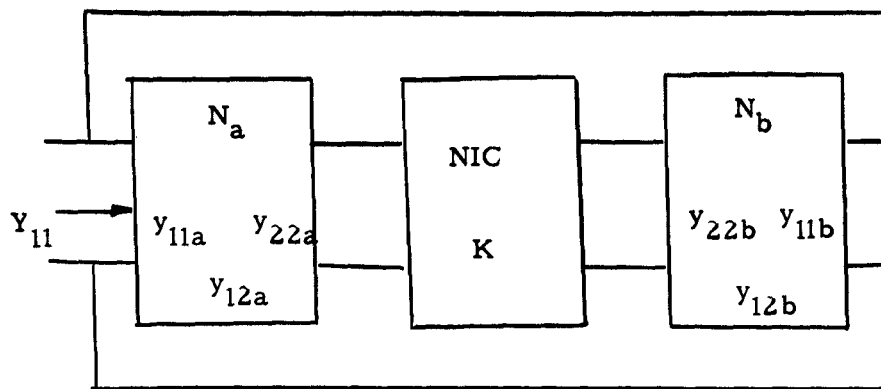 N_a
NIC
K
N_b
Y_11
y_11a
y_22a
y_12a
y_22b
y_11b
y_12b